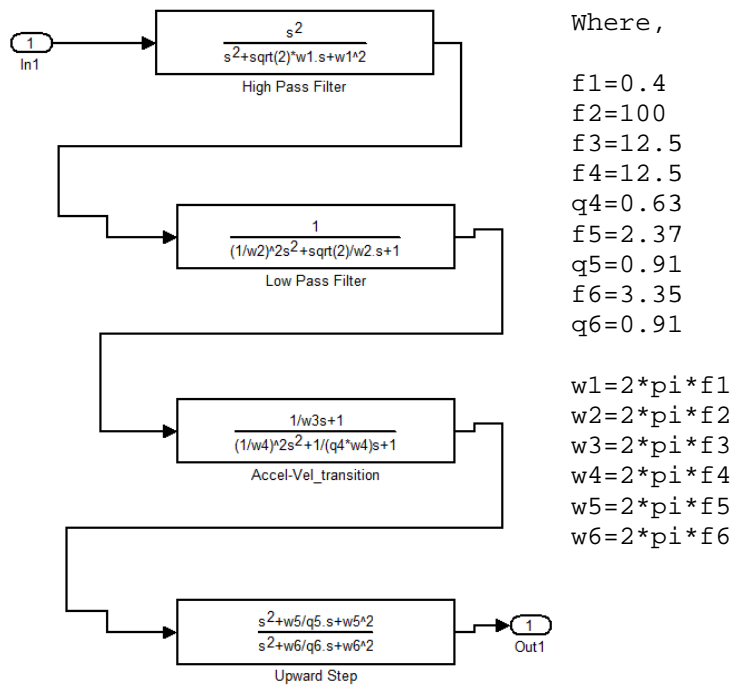 1
In1
s2
s2+sqrt(2)*w1.s+w1^2
High Pass Filter
1
(1/w2)^2s2+sqrt(2)/w2.s+1
Low Pass Filter
1/w3s+1
(1/w4)^2s2+1/(q4*w4)s+1
Accel-Vel_transition
s2+w5/q5.s+w5^2
s2+w6/q6.s+w6^2
Upward Step
1
Out1
Where,
f1=0.4
f2=100
f3=12.5
f4=12.5
q4=0.63
f5=2.37
q5=0.91
f6=3.35
q6=0.91
w1=2*pi*f1
w2=2*pi*f2
w3=2*pi*f3
w4=2*pi*f4
w5=2*pi*f5
w6=2*pi*f6